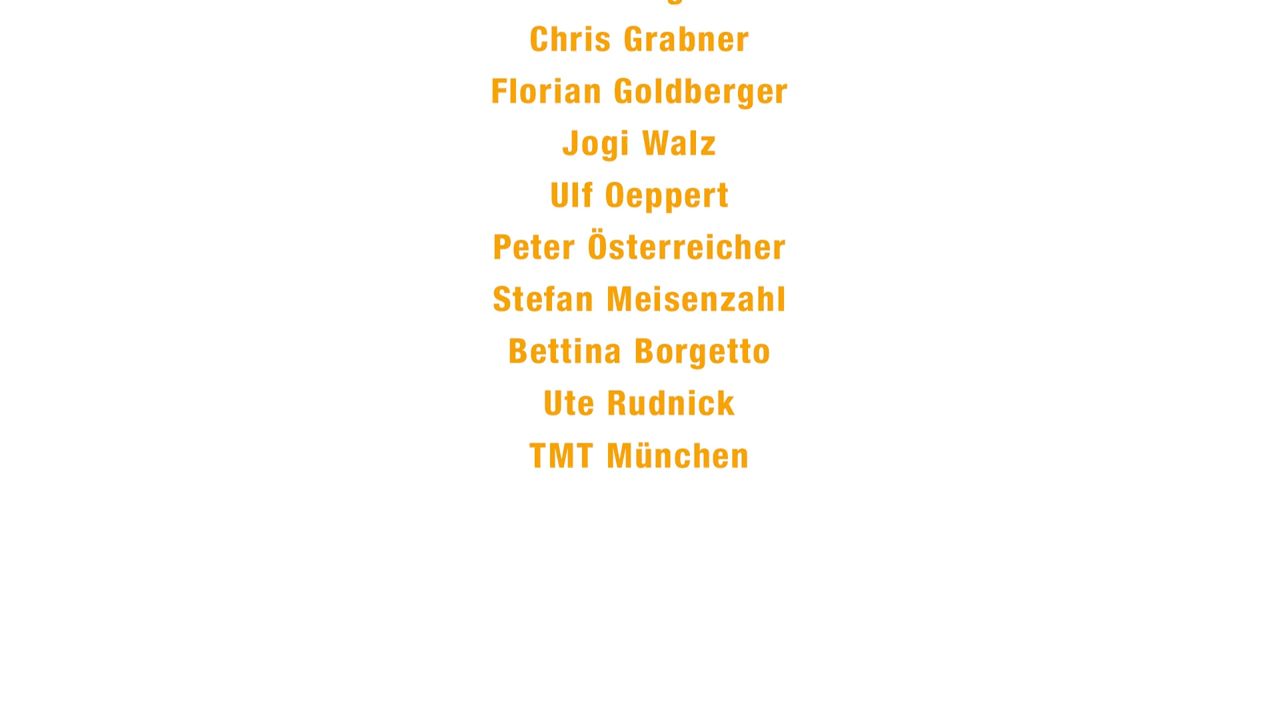 Chris Grabner
Florian Goldberger
Jogi Walz
Ulf Oeppert
Peter Österreicher
Stefan Meisenzahl
Bettina Borgetto
Ute Rudnick
TMT München